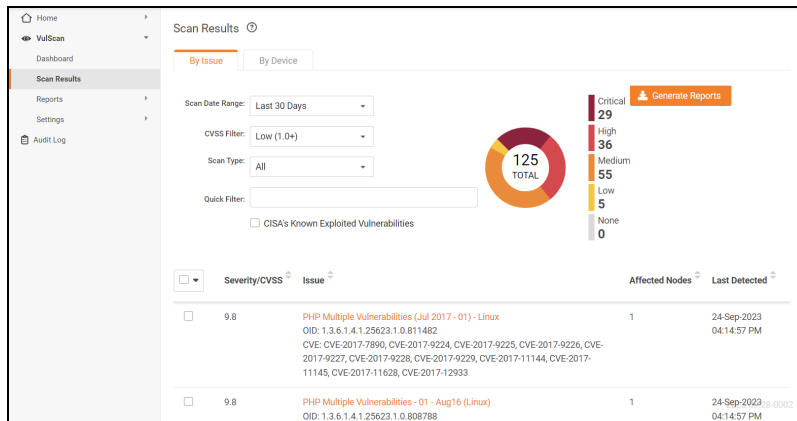 Home
VulScan
Dashboard
Scan Results
Reports
Settings
Audit Log
Scan Results
By Issue
By Device
Scan Date Range: Last 30 Days
CVSS Filter: Low (1.0+)
Scan Type: All
Quick Filter:
CISA's Known Exploited Vulnerabilities
125
TOTAL
Critical
29
High
36
Medium
55
Low
5
None
0
Generate Reports
Severity/CVSS Issue Affected Nodes Last Detected
9.8 PHP Multiple Vulnerabilities (Jul 2017 - 01) - Linux 1 24-Sep-2023
OID: 1.3.6.1.4.1.25623.1.0.811482 04:14:57 PM
CVE: CVE-2017-7890, CVE-2017-9224, CVE-2017-9225, CVE-2017-9226, CVE-
2017-9227, CVE-2017-9228, CVE-2017-9229, CVE-2017-11144, CVE-2017-
11145, CVE-2017-11628, CVE-2017-12933
9.8 PHP Multiple Vulnerabilities - 01 - Aug16 (Linux) 1 24-Sep-2023
OID: 1.3.6.1.4.1.25623.1.0.808788 04:14:57 PM